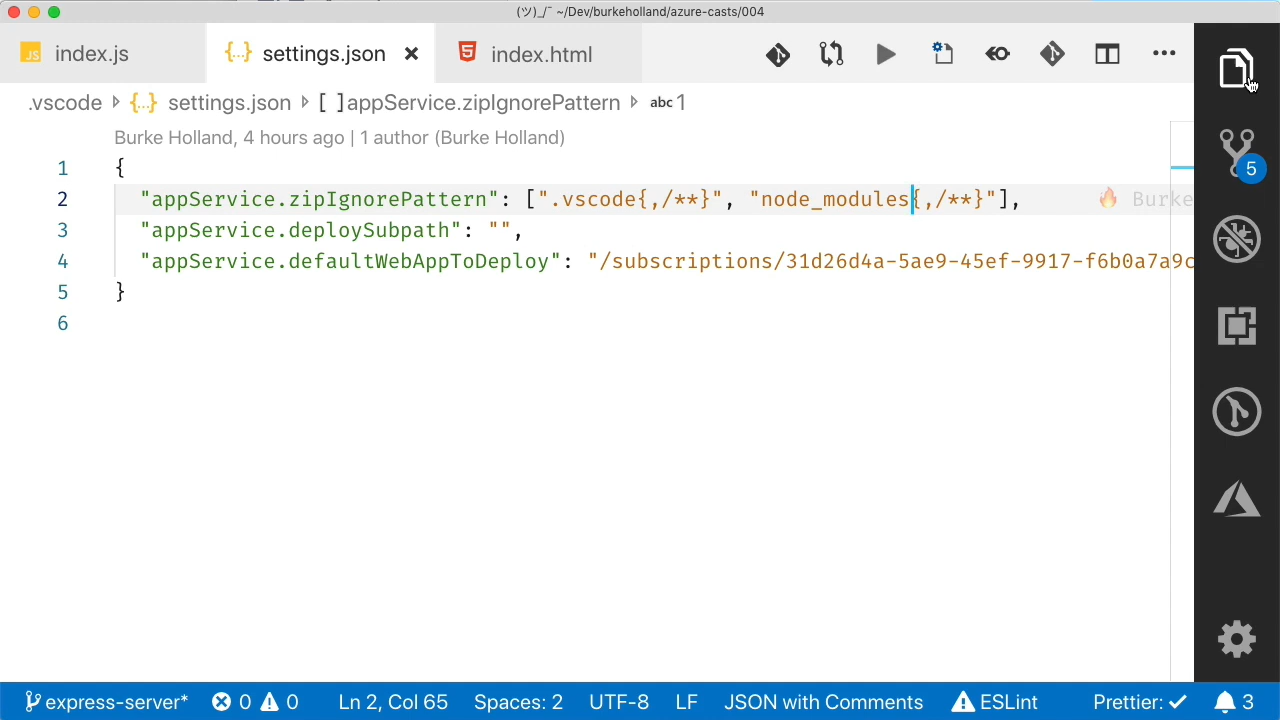 (ツ)_/¯ ~/Dev/burkeholland/azure-casts/004
JS index.js {..} settings.json × 5 index.html ...
.vscode {..} settings.json [ ]appService.zipIgnorePattern abc 1
Burke Holland, 4 hours ago | 1 author (Burke Holland)
1 {
2 "appService.zipIgnorePattern": [".vscode{,/**}", "node_modules{,/**}"], Burke
3 "appService.deploySubpath": "",
4 "appService.defaultWebAppToDeploy": "/subscriptions/31d26d4a-5ae9-45ef-9917-f6b0a7a9c
5 }
6
5
express-server* 0 0 Ln 2, Col 65 Spaces: 2 UTF-8 LF JSON with Comments ESLint Prettier: ✓ 3